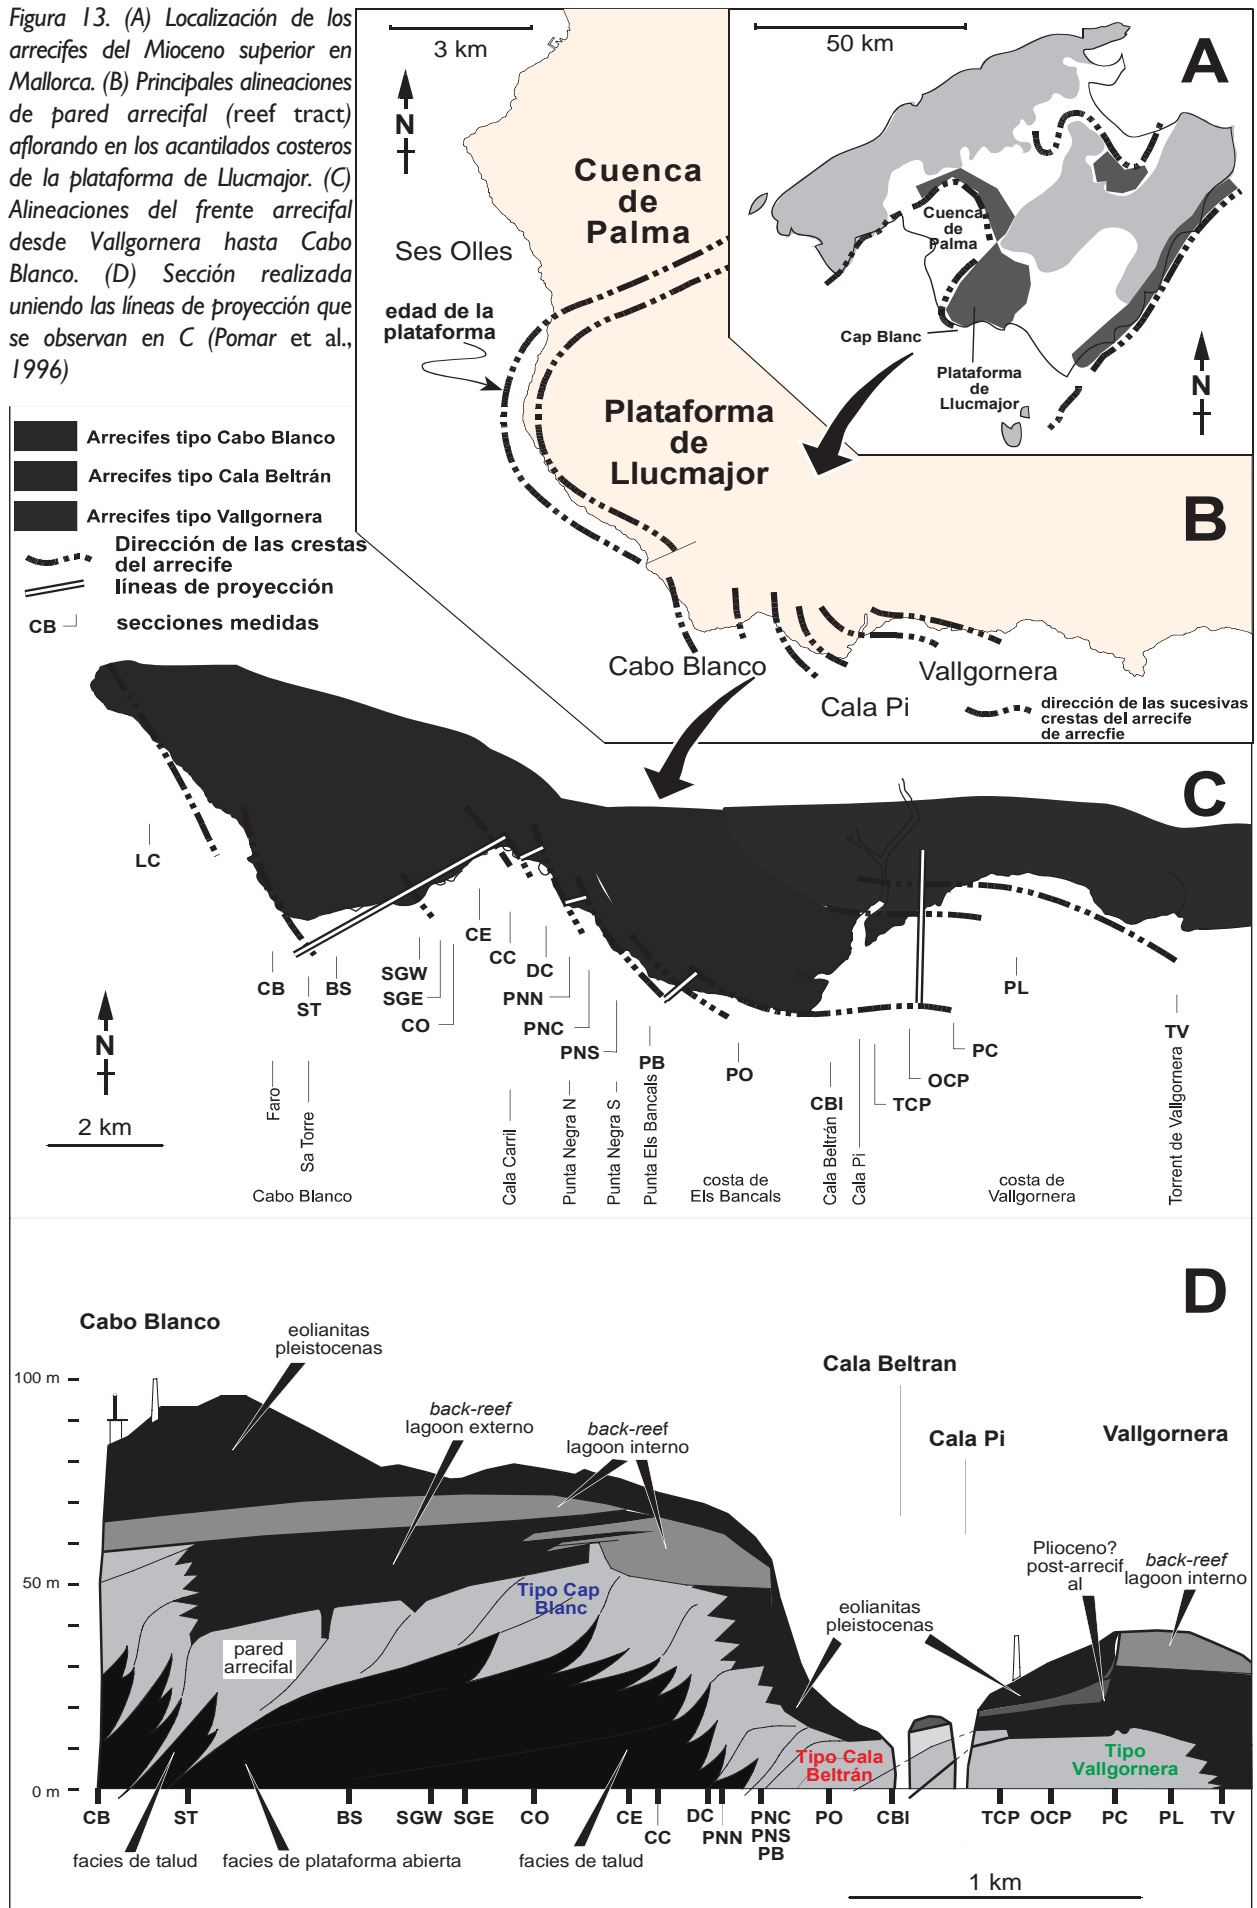 Figura 13. (A) Localización de los
arrecifes del Mioceno superior en
Mallorca. (B) Principales alineaciones
de pared arrecifal (reef tract)
aflorando en los acantilados costeros
de la plataforma de Llucmajor. (C)
Alineaciones del frente arrecifal
desde Vallgornera hasta Cabo
Blanco. (D) Sección realizada
uniendo las líneas de proyección que
se observan en C (Pomar et al.,
1996)
Arrecifes tipo Cabo Blanco
Arrecifes tipo Cala Beltrán
Arrecifes tipo Vallgornera
Dirección de las crestas
del arrecife
líneas de proyección
CB
secciones medidas
3 km
N
Cuenca
de
Palma
Ses Olles
edad de la
plataforma
Plataforma
de
Llucmajor
B
Cabo Blanco
Cala Pi
Vallgornera
dirección de las sucesivas
crestas del arrecife
de arrecfie
50 km
A
Cuenca
de
Palma
Cap Blanc
Plataforma
de
Llucmajor
N
C
LC
CB
ST
BS
SGW
SGE
CO
CE
CC
DC
PNN
PNC
PNS
PB
PO
CBI
TCP
OCP
PC
PL
TV
N
2 km
Faro
Sa Torre
Cabo Blanco
Cala Carril
Punta Negra N
Punta Negra S
Punta Els Bancals
costa de
Els Bancals
Cala Beltrán
Cala Pi
costa de
Vallgornera
Torrent de Vallgornera
D
Cabo Blanco
eolianitas
pleistocenas
back-reef
lagoon externo
back-reef
lagoon interno
Cala Beltran
Cala Pi
Vallgornera
100 m
50 m
0 m
Tipo Cap
Blanc
pared
arrecifal
eolianitas
pleistocenas
Plioceno?
post-arrecif
al
back-reef
lagoon interno
Tipo Cala
Beltrán
Tipo
Vallgornera
CB
ST
BS
SGW
SGE
CO
CE
CC
DC
PNN
PNC
PNS
PB
PO
CBI
TCP
OCP
PC
PL
TV
facies de talud
facies de plataforma abierta
facies de talud
1 km